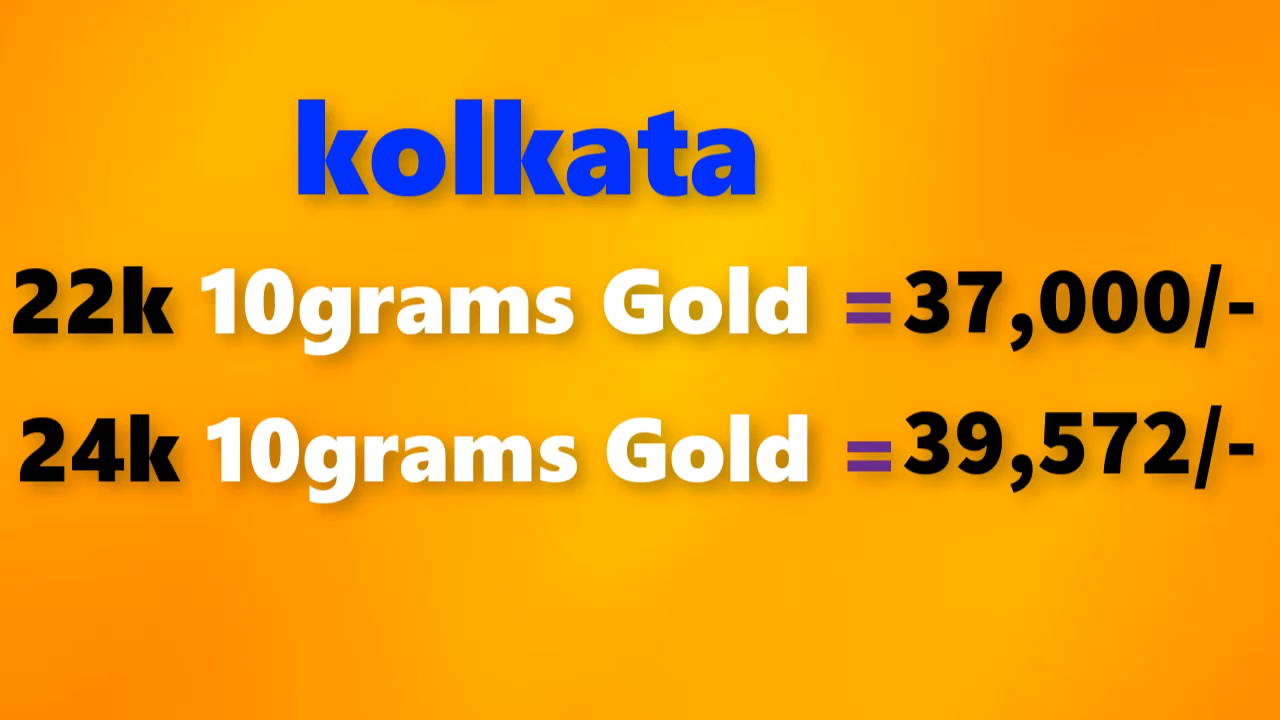 kolkata
22k 10grams Gold =37,000/-
24k 10grams Gold =39,572/-